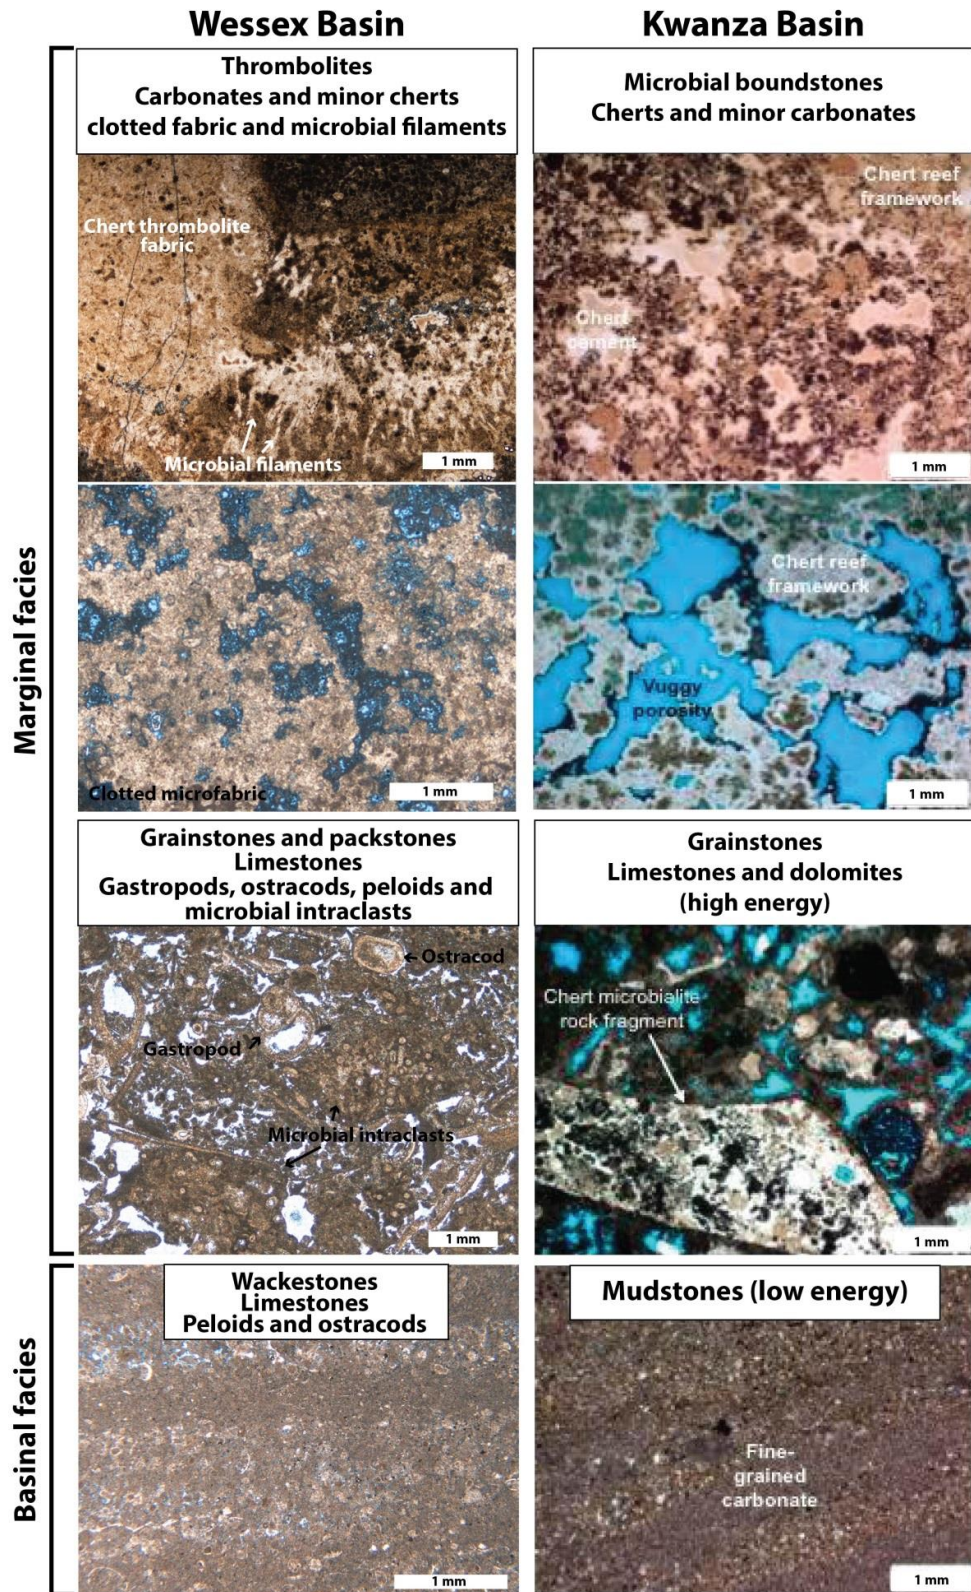 Wessex Basin
Kwanza Basin
Marginal facies
Thrombolites
Carbonates and minor cherts
clotted fabric and microbial filaments
Microbial boundstones
Cherts and minor carbonates
Chert thrombolite
fabric
Microbial filaments
1 mm
Chert reef
framework
Chert
cement
1 mm
Clotted microfabric
1 mm
Chert reef
framework
Vuggy
porosity
1 mm
Grainstones and packstones
Limestones
Gastropods, ostracods, peloids and
microbial intraclasts
Grainstones
Limestones and dolomites
(high energy)
Ostracod
Gastropod
Microbial intraclasts
1 mm
Chert microbialite
rock fragment
1 mm
Basinal facies
Wackestones
Limestones
Peloids and ostracods
1 mm
Mudstones (low energy)
Fine-
grained
carbonate
1 mm